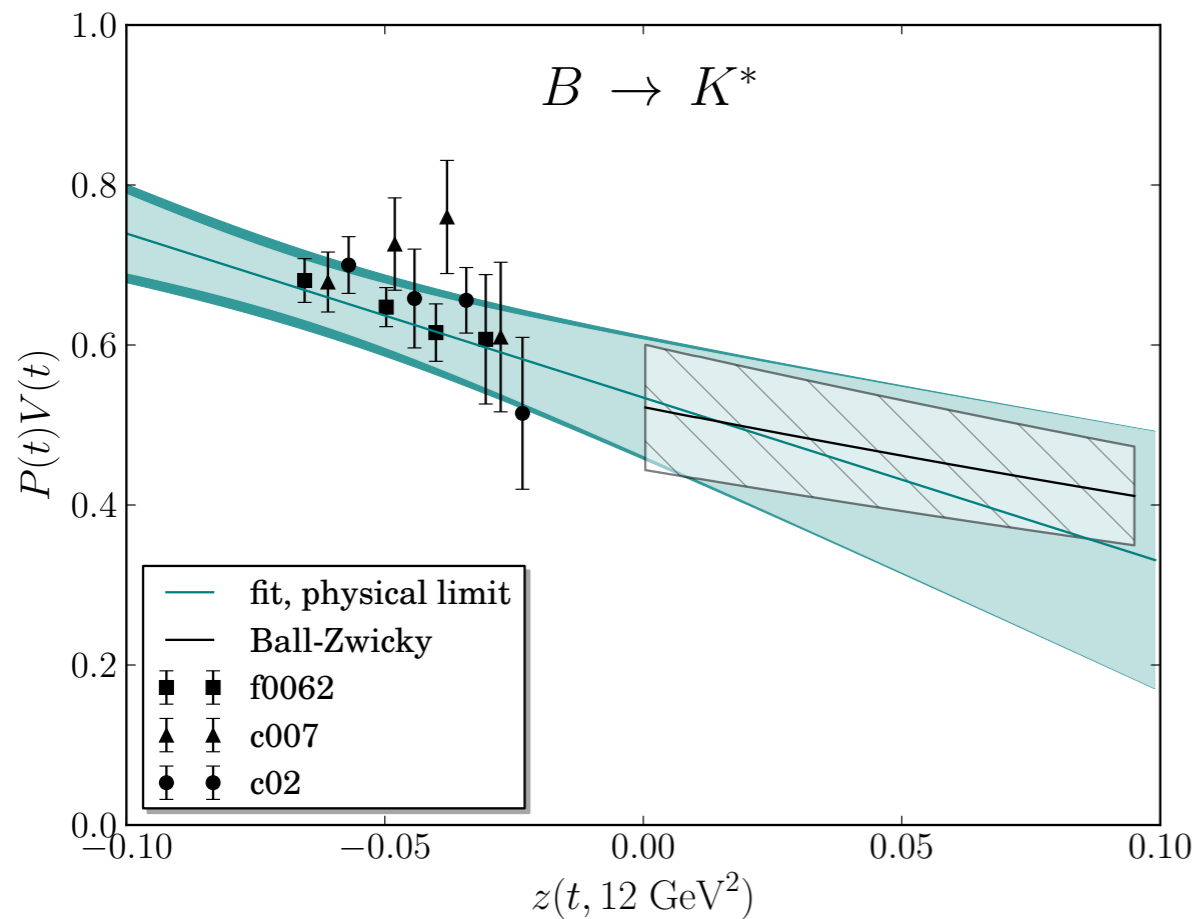 B → K*
P(t)V(t)
1.0
0.8
0.6
0.4
0.2
0.0
fit, physical limit
Ball-Zwicky
f0062
c007
c02
−0.10
−0.05
0.00
0.05
0.10
z(t, 12 GeV²)